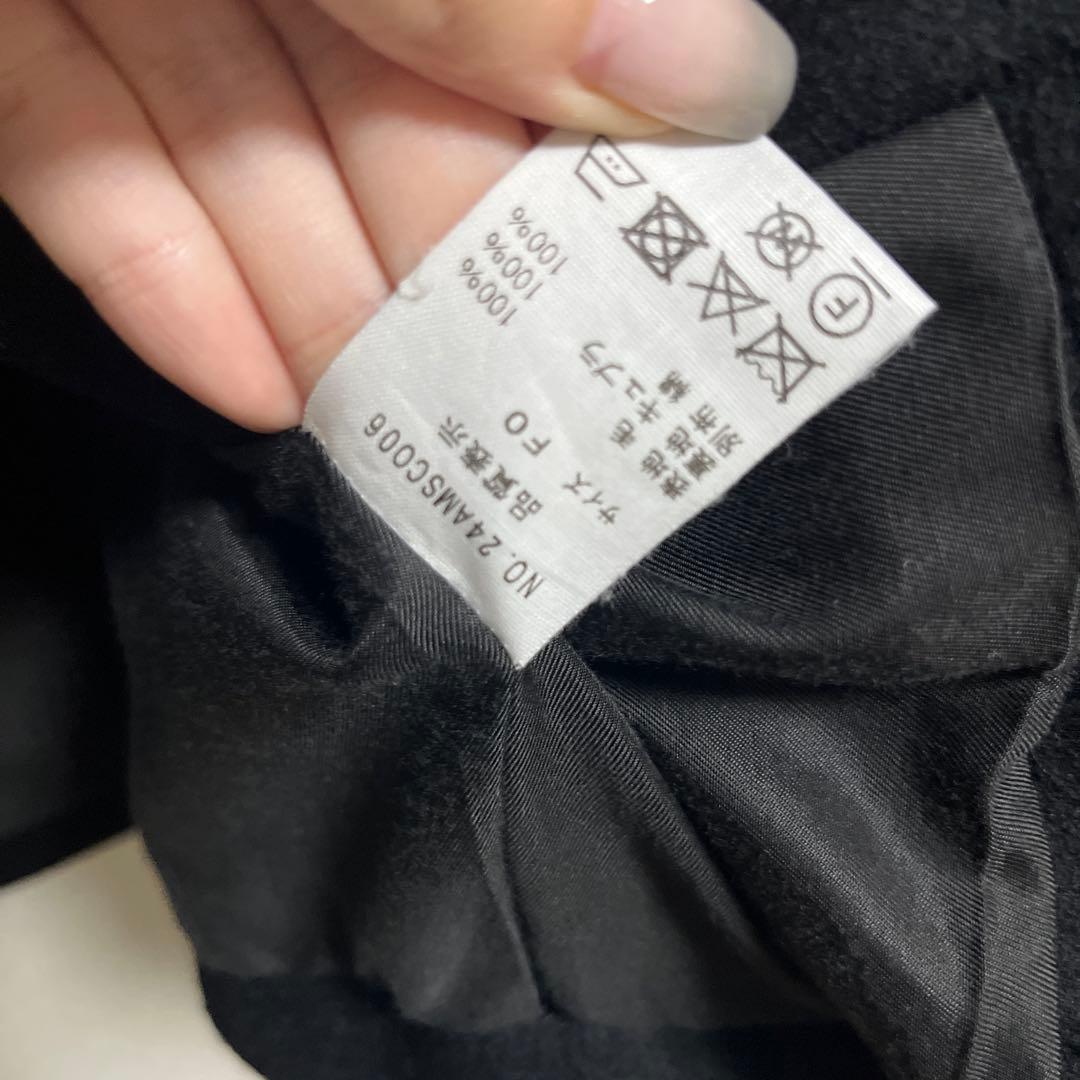 NO.24AMSC006
品質表示
サイズ FO
表地 毛 100%
裏地 キュプラ 100%
別布 綿 100%
F
W